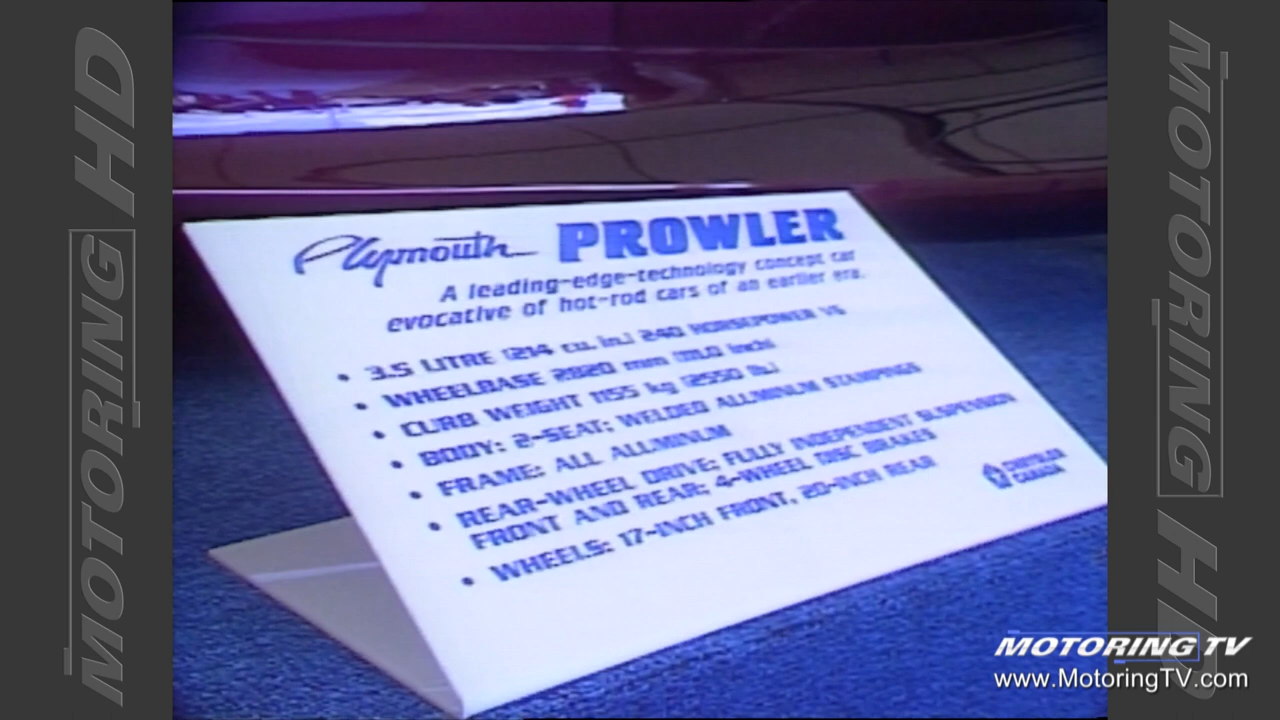 MOTORING HD
Plymouth PROWLER
A leading-edge-technology concept car
evocative of hot-rod cars of an earlier era.
• 3.5 LITRE (214 cu. in.) 240 HORSEPOWER V6
• WHEELBASE 2820 mm (111.0 inch)
• CURB WEIGHT 1155 kg (2550 lb.)
• BODY: 2-SEAT; WELDED ALUMINUM STAMPINGS
• FRAME: ALL ALUMINUM
• REAR-WHEEL DRIVE; FULLY INDEPENDENT SUSPENSION
FRONT AND REAR; 4-WHEEL DISC BRAKES
• WHEELS: 17-INCH FRONT, 20-INCH REAR
CHRYSLER
CANADA
MOTORING HD
MOTORING TV
www.MotoringTV.com